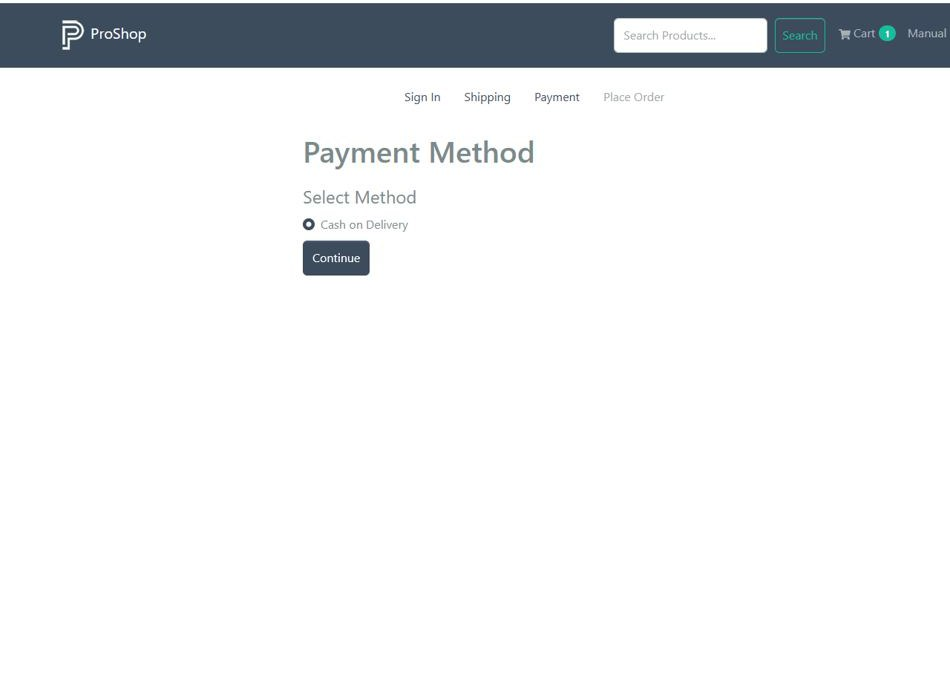 ProShop
Search Products...
Search
Cart 1
Manual
Sign In Shipping Payment Place Order
Payment Method
Select Method
Cash on Delivery
Continue